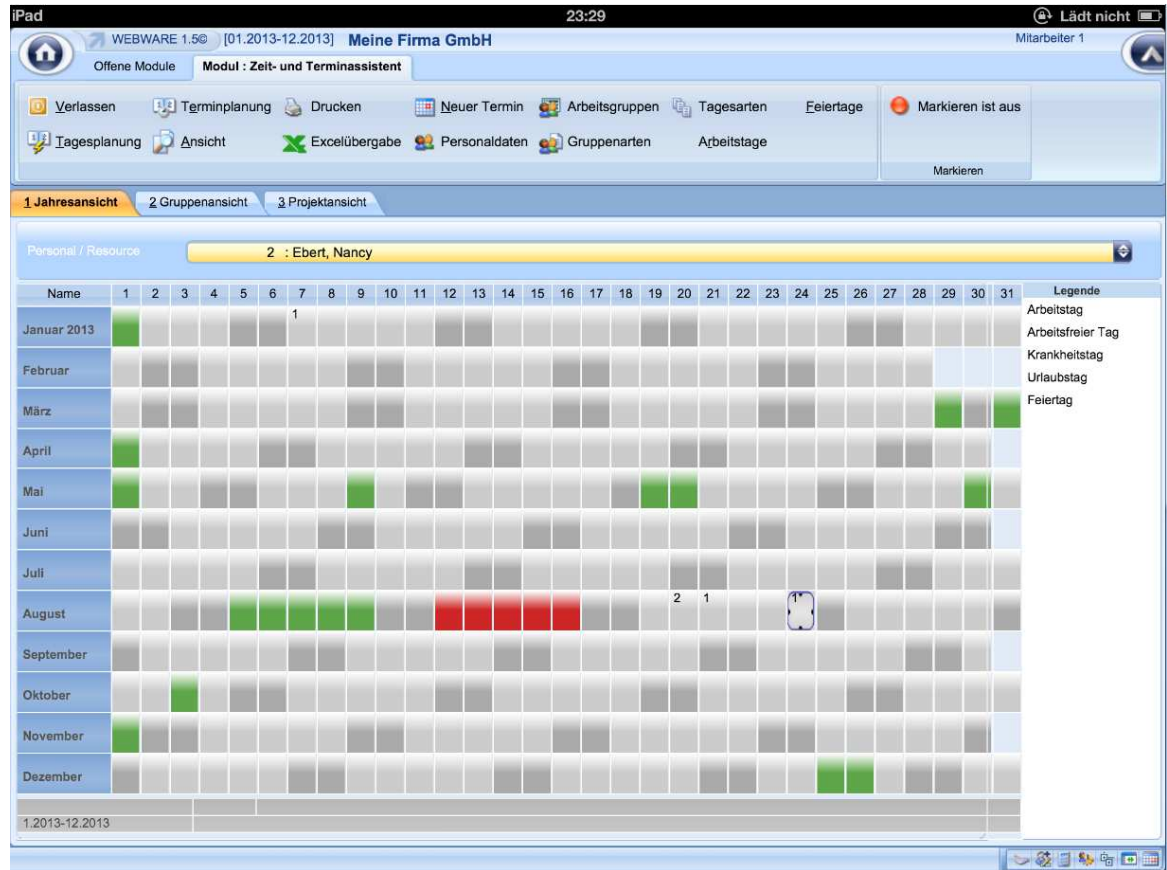 iPad 23:29 Lädt nicht
WEBWARE 1.5© [01.2013-12.2013] Meine Firma GmbH Mitarbeiter 1
Offene Module Modul : Zeit- und Terminassistent
Verlassen Terminplanung Drucken Neuer Termin Arbeitsgruppen Tagesarten Feiertage Markieren ist aus
Tagesplanung Ansicht Excelübergabe Personaldaten Gruppenarten Arbeitstage
Markieren
1 Jahresansicht 2 Gruppenansicht 3 Projektansicht
Personal / Resource 2 : Ebert, Nancy
Name 1 2 3 4 5 6 7 8 9 10 11 12 13 14 15 16 17 18 19 20 21 22 23 24 25 26 27 28 29 30 31 Legende
Januar 2013 1
Februar
März
April
Mai
Juni
Juli
August 2 1 1
September
Oktober
November
Dezember
Arbeitstag
Arbeitsfreier Tag
Krankheitstag
Urlaubstag
Feiertag
1.2013-12.2013